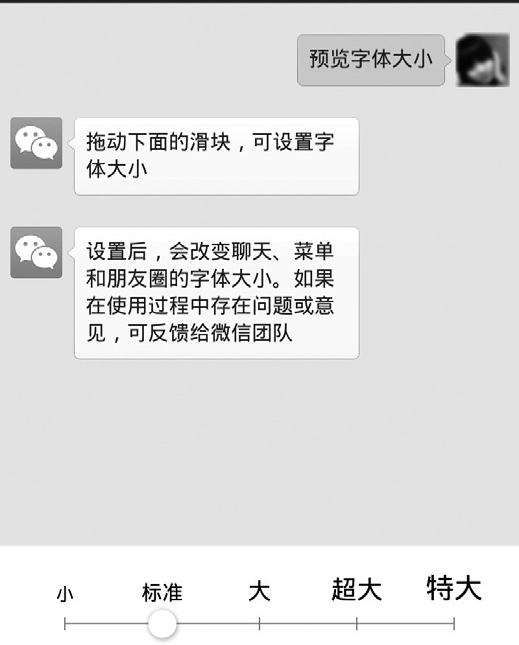 预览字体大小
拖动下面的滑块，可设置字
体大小
设置后，会改变聊天、菜单
和朋友圈的字体大小。如果
在使用过程中存在问题或意
见，可反馈给微信团队
小 标准 大 超大 特大